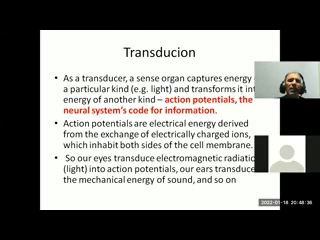 Transducion
• As a transducer, a sense organ captures energy
a particular kind (e.g. light) and transforms it into
energy of another kind – action potentials, the
neural system's code for information.
• Action potentials are electrical energy derived
from the exchange of electrically charged ions,
which inhabit both sides of the cell membrane.
• So our eyes transduce electromagnetic radiation
(light) into action potentials, our ears transduce
the mechanical energy of sound, and so on
2022-01-18 20:48:36